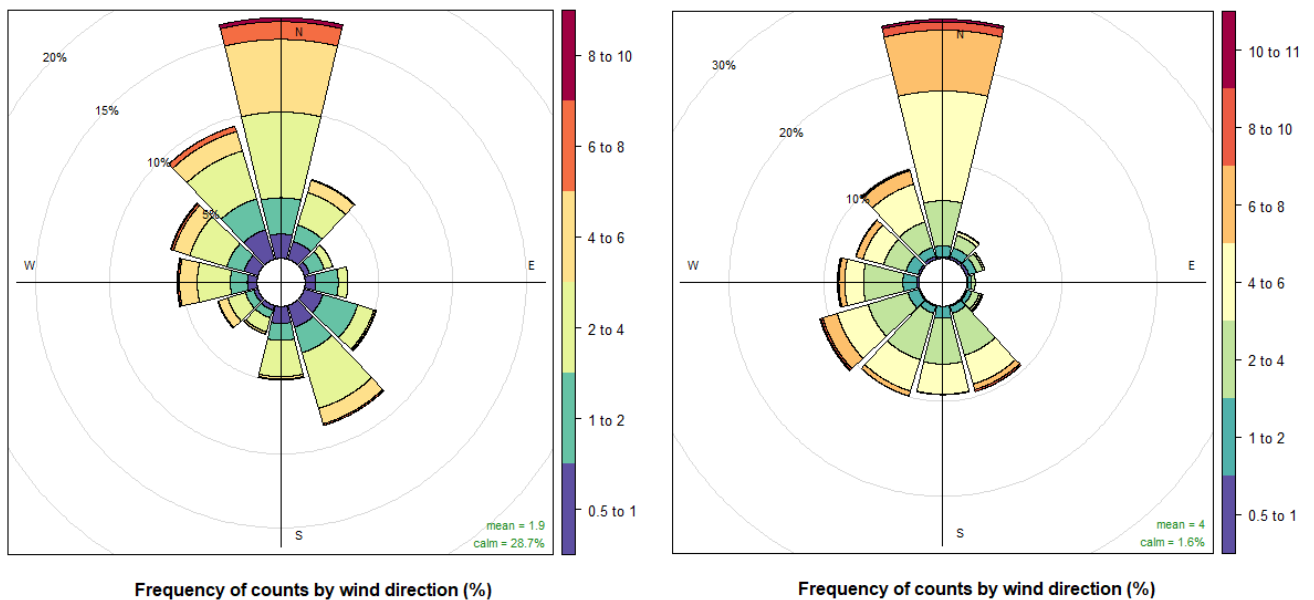 20%
15%
10%
5%
N
W
E
S
mean = 1.9
calm = 28.7%
8 to 10
6 to 8
4 to 6
2 to 4
1 to 2
0.5 to 1
Frequency of counts by wind direction (%)
30%
20%
10%
N
W
E
S
mean = 4
calm = 1.6%
10 to 11
8 to 10
6 to 8
4 to 6
2 to 4
1 to 2
0.5 to 1
Frequency of counts by wind direction (%)